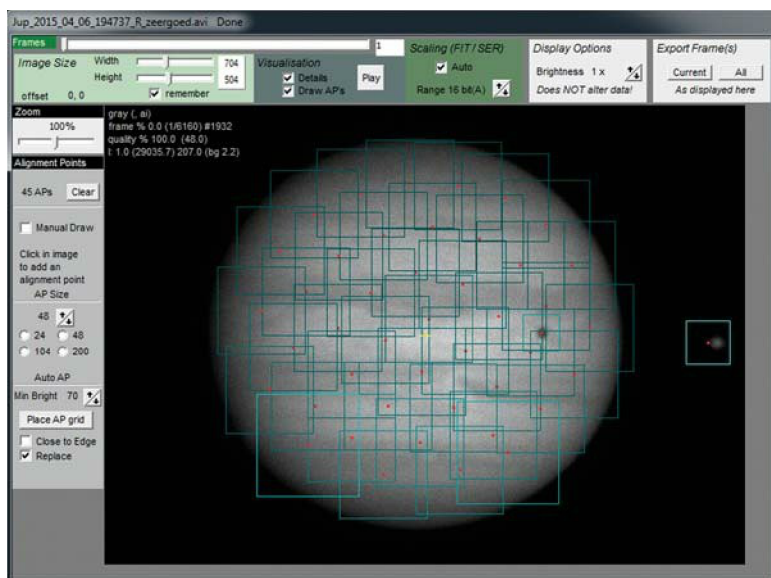 Jup_2015_04_06_194737_R_zeergoed.avi Done
Frames 1
Image Size Width 704
Height 504
offset 0, 0 remember
Visualisation
Details
Draw AP's
Play
Scaling (FIT / SER)
Auto
Range 16 bit(A)
Display Options
Brightness 1 x
Does NOT alter data!
Export Frame(s)
Current All
As displayed here
Zoom
100%
Alignment Points
45 APs Clear
Manual Draw
Click in image
to add an
alignment point
AP Size
48
24 48
104 200
Auto AP
Min Bright 70
Place AP grid
Close to Edge
Replace
gray (, ai)
frame % 0.0 (1/6160) #1932
quality % 100.0 (48.0)
l: 1.0 (29035.7) 207.0 (bg 2.2)